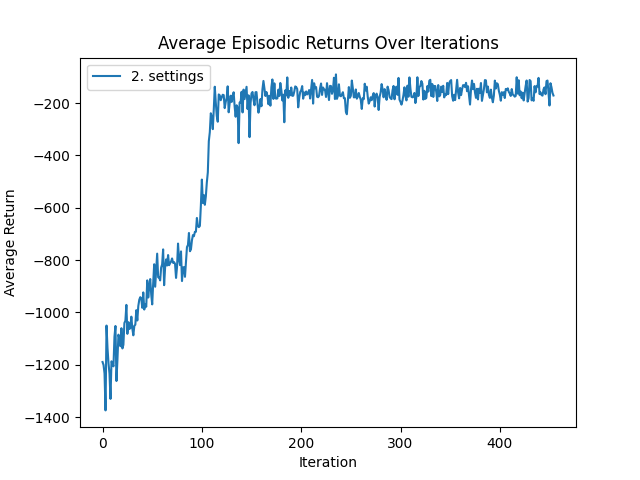 Average Episodic Returns Over Iterations
2. settings
Average Return
−200
−400
−600
−800
−1000
−1200
−1400
0 100 200 300 400
Iteration